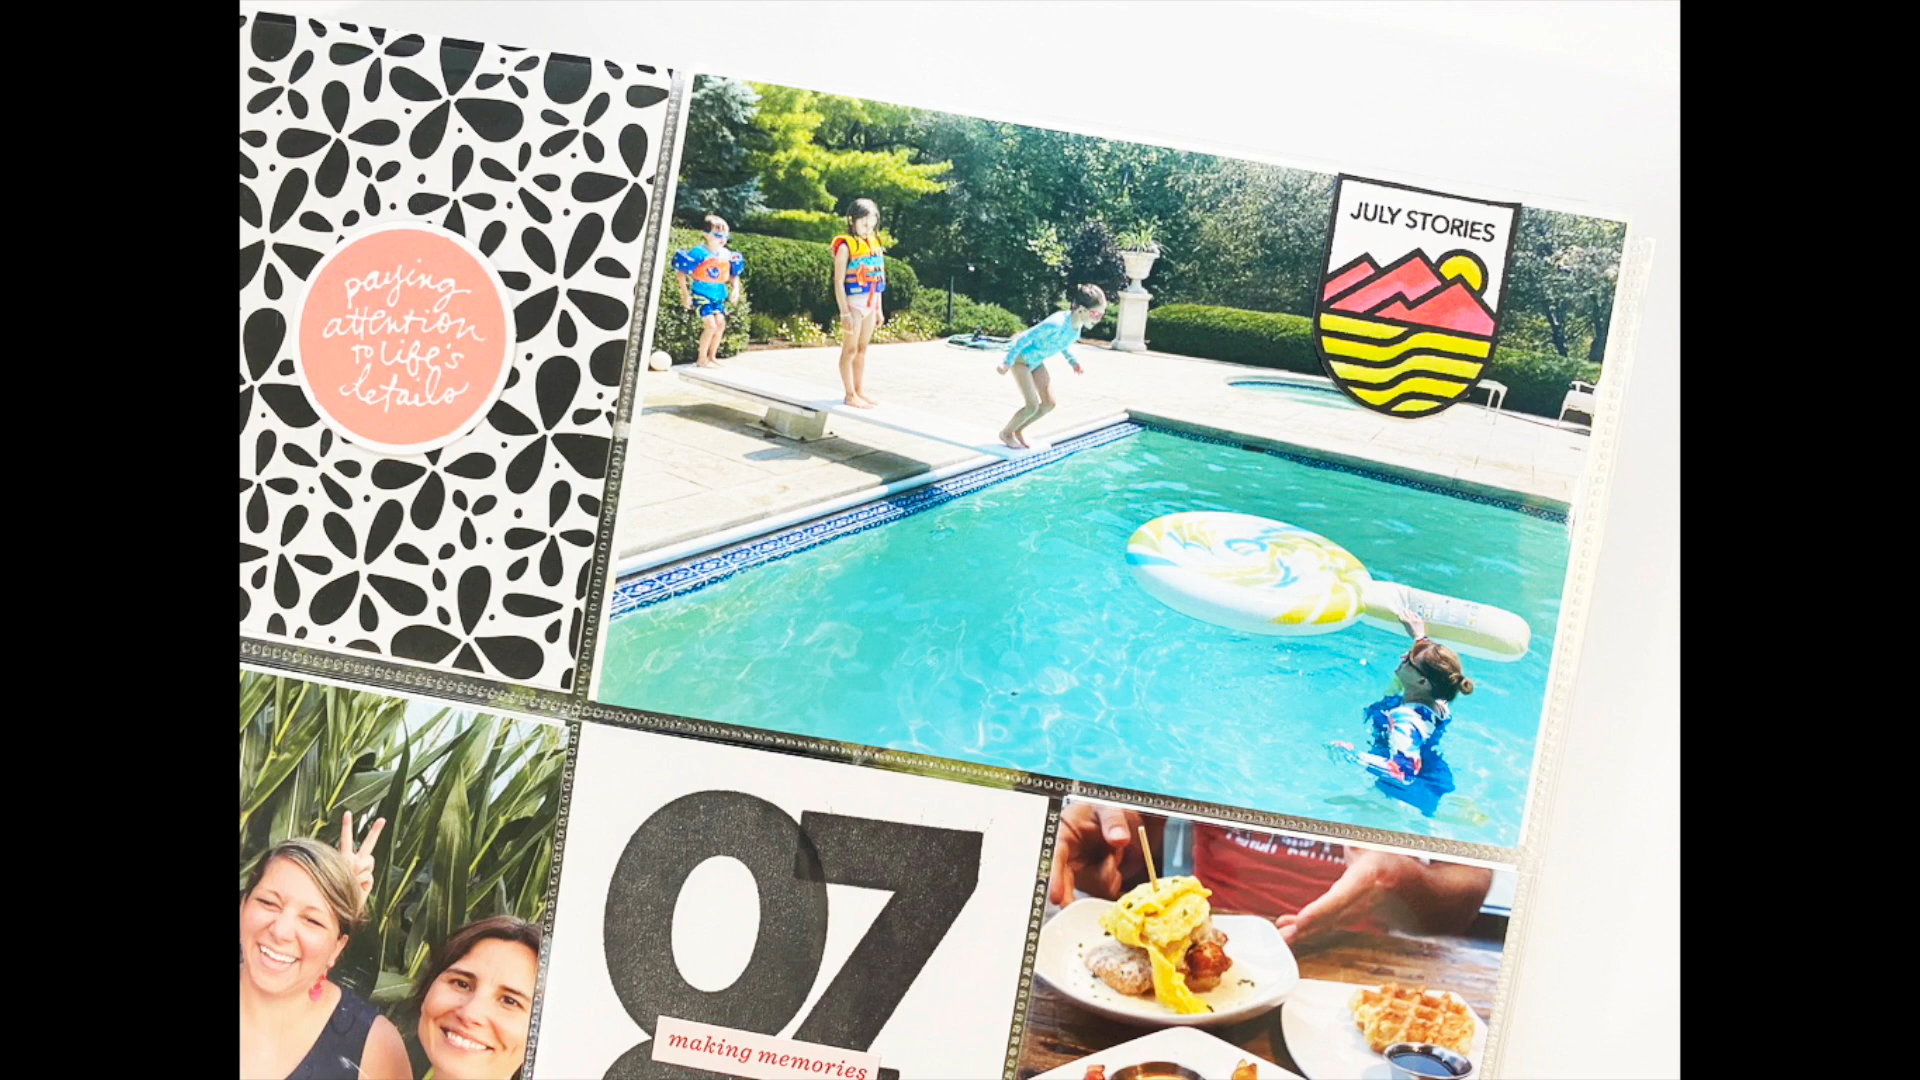 paying
attention
to life's
details
JULY STORIES
07
making memories